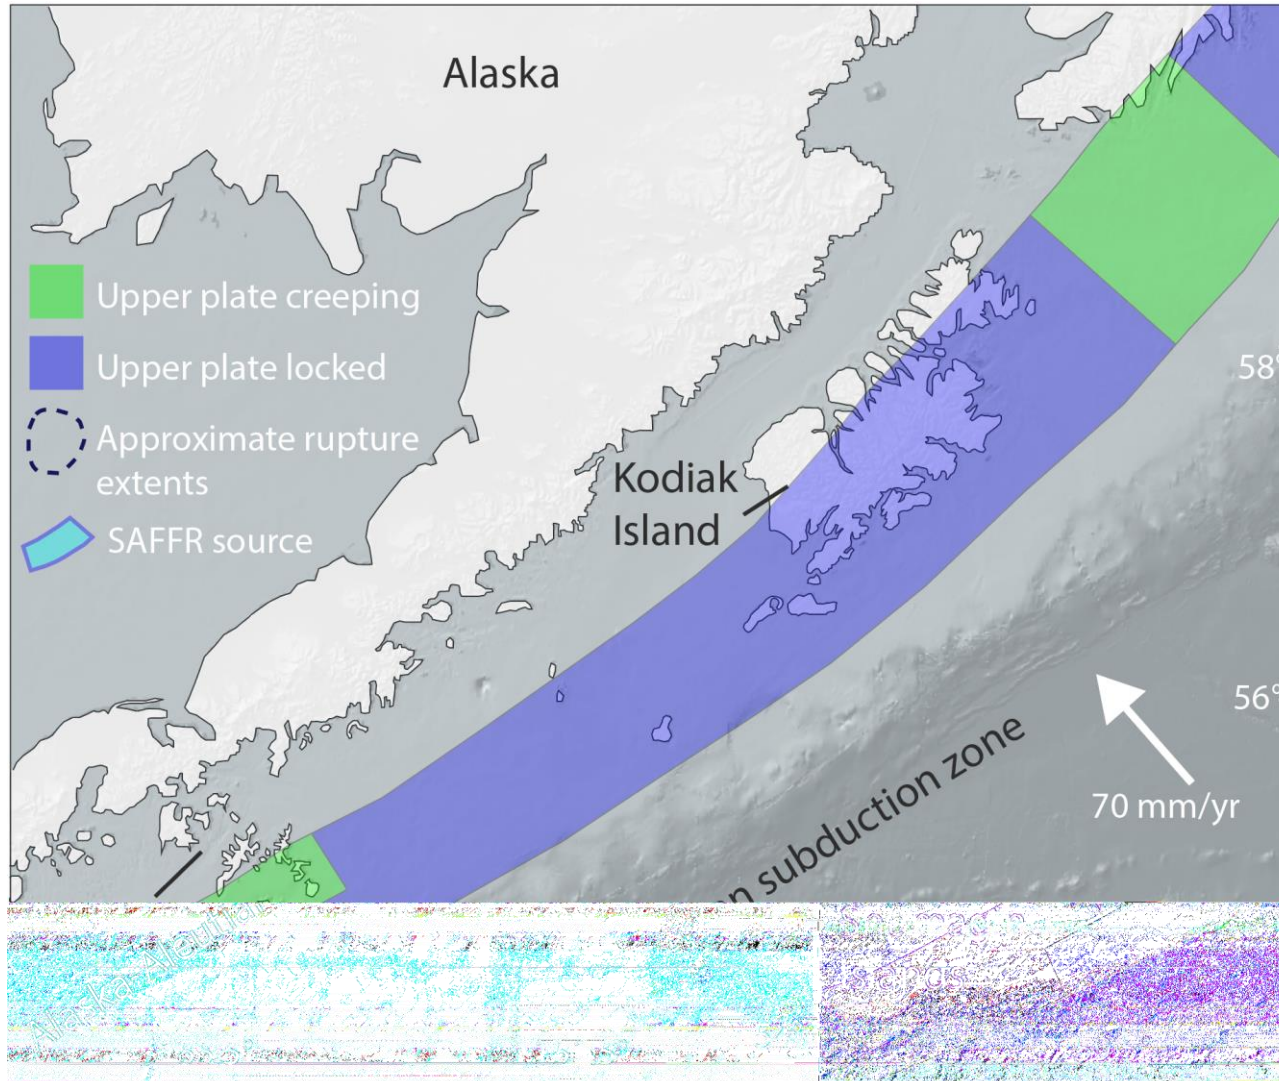 Alaska
Upper plate creeping
Upper plate locked
Approximate rupture
extents
SAFFR source
Kodiak
Island
58°
56°
70 mm/yr
subduction zone